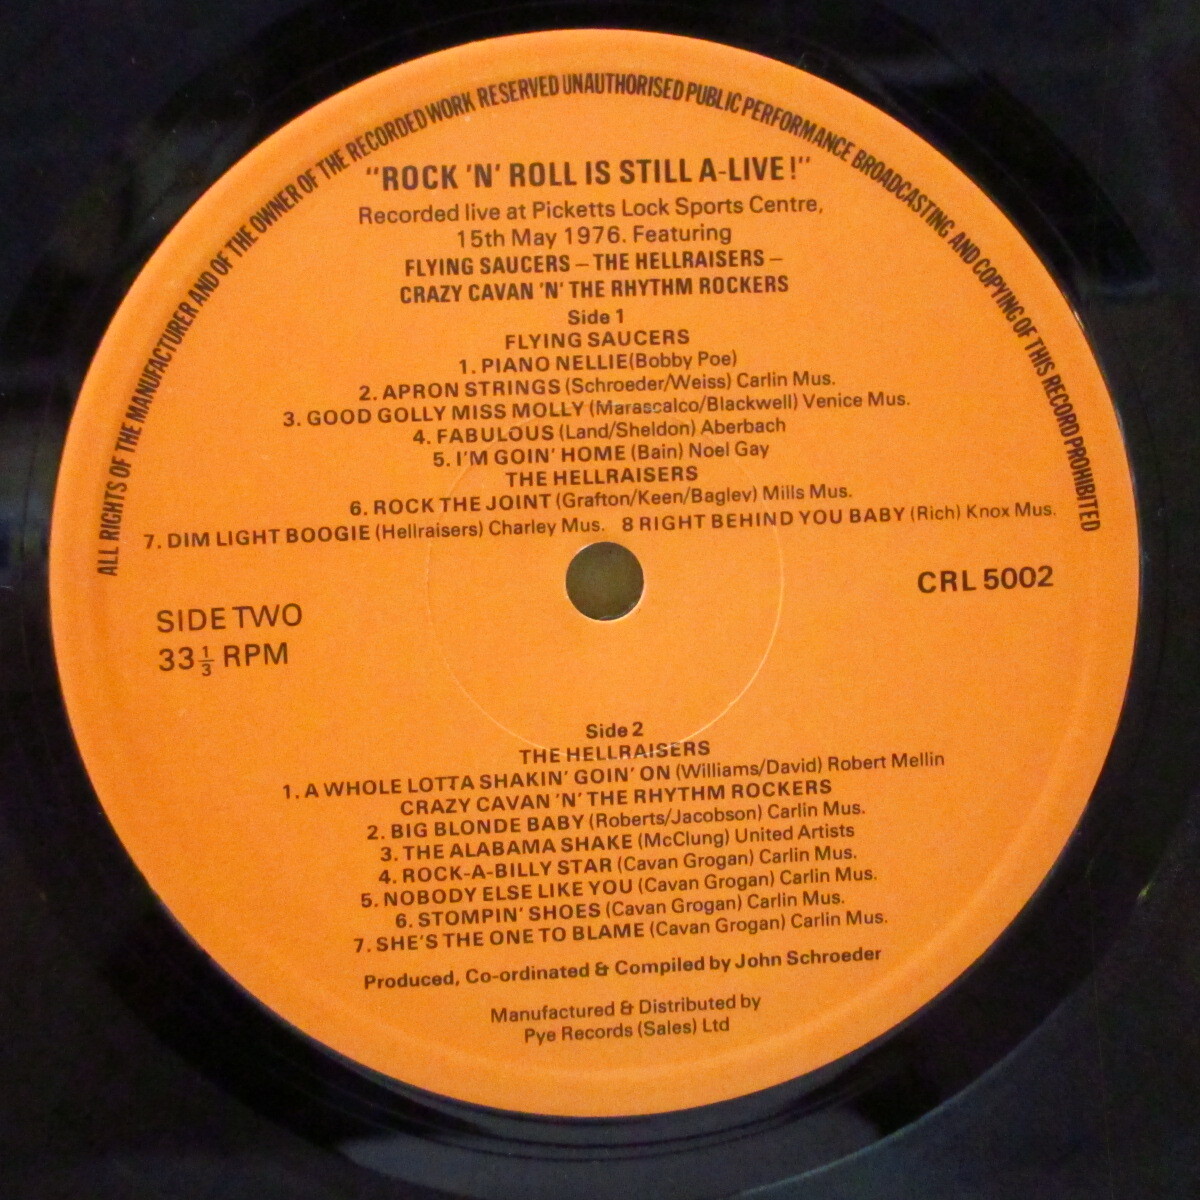 ALL RIGHTS OF THE MANUFACTURER AND OF THE OWNER OF THE RECORDED WORK RESERVED UNAUTHORISED PUBLIC PERFORMANCE BROADCASTING AND COPYING OF THIS RECORD PROHIBITED
"ROCK 'N' ROLL IS STILL A-LIVE!"
Recorded live at Picketts Lock Sports Centre,
15th May 1976. Featuring
FLYING SAUCERS – THE HELLRAISERS –
CRAZY CAVAN 'N' THE RHYTHM ROCKERS
Side 1
FLYING SAUCERS
1. PIANO NELLIE(Bobby Poe)
2. APRON STRINGS (Schroeder/Weiss) Carlin Mus.
3. GOOD GOLLY MISS MOLLY (Marascalco/Blackwell) Venice Mus.
4. FABULOUS (Land/Sheldon) Aberbach
5. I'M GOIN' HOME (Bain) Noel Gay
THE HELLRAISERS
6. ROCK THE JOINT (Grafton/Keen/Baglev) Mills Mus.
7. DIM LIGHT BOOGIE (Hellraisers) Charley Mus. 8 RIGHT BEHIND YOU BABY (Rich) Knox Mus.
CRL 5002
SIDE TWO
33 1/3 RPM
Side 2
THE HELLRAISERS
1. A WHOLE LOTTA SHAKIN' GOIN' ON (Williams/David) Robert Mellin
CRAZY CAVAN 'N' THE RHYTHM ROCKERS
2. BIG BLONDE BABY (Roberts/Jacobson) Carlin Mus.
3. THE ALABAMA SHAKE (McClung) United Artists
4. ROCK-A-BILLY STAR (Cavan Grogan) Carlin Mus.
5. NOBODY ELSE LIKE YOU (Cavan Grogan) Carlin Mus.
6. STOMPIN' SHOES (Cavan Grogan) Carlin Mus.
7. SHE'S THE ONE TO BLAME (Cavan Grogan) Carlin Mus.
Produced, Co-ordinated & Compiled by John Schroeder
Manufactured & Distributed by
Pye Records (Sales) Ltd